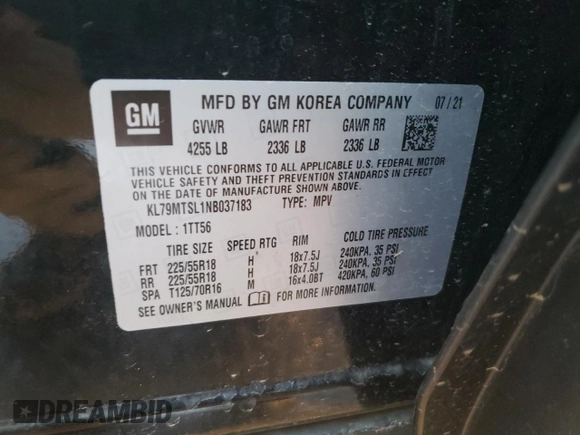 GM
MFD BY GM KOREA COMPANY 07/21
GVWR GAWR FRT GAWR RR
4255 LB 2336 LB 2336 LB
THIS VEHICLE CONFORMS TO ALL APPLICABLE U.S. FEDERAL MOTOR
VEHICLE SAFETY AND THEFT PREVENTION STANDARDS IN EFFECT
ON THE DATE OF MANUFACTURE SHOWN ABOVE.
KL79MTSL1NB037183 TYPE: MPV
MODEL: 1TT56
TIRE SIZE SPEED RTG RIM COLD TIRE PRESSURE
FRT 225/55R18 H 18x7.5J 240KPA, 35 PSI
RR 225/55R18 H 18x7.5J 240KPA, 35 PSI
SPA T125/70R16 M 16x4.0BT 420KPA, 60 PSI
SEE OWNER'S MANUAL FOR MORE INFORMATION.
DREAMBID